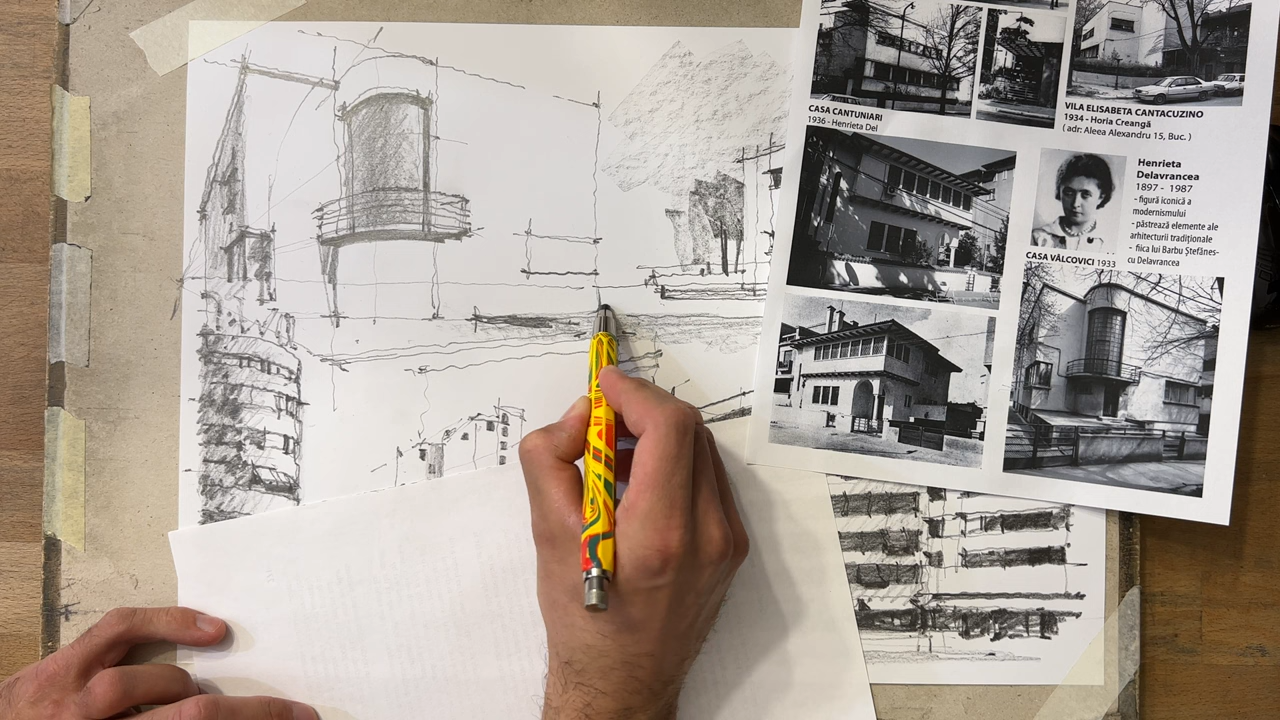 CASA CANTUNIARI
1936 - Henrieta Del
VILA ELISABETA CANTACUZINO
1934 - Horia Creangă
( adr: Aleea Alexandru 15, Buc. )
Henrieta
Delavrancea
1897 - 1987
- figură iconică a
modernismului
- păstrează elemente ale
arhitecturii tradiționale
- fiica lui Barbu Ștefănes-
cu Delavrancea
CASA VÂLCOVICI 1933